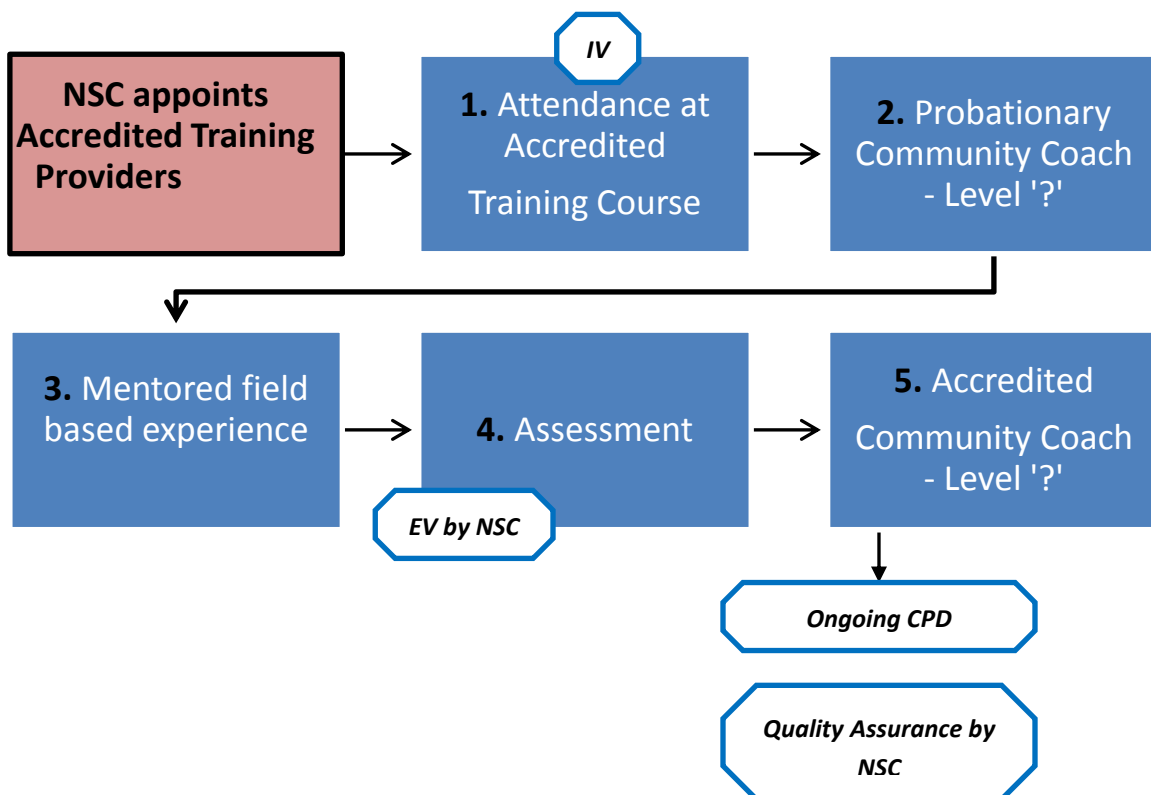 IV
NSC appoints
Accredited Training
Providers
1. Attendance at
Accredited
Training Course
2. Probationary
Community Coach
- Level '?'
3. Mentored field
based experience
4. Assessment
EV by NSC
5. Accredited
Community Coach
- Level '?'
Ongoing CPD
Quality Assurance by
NSC